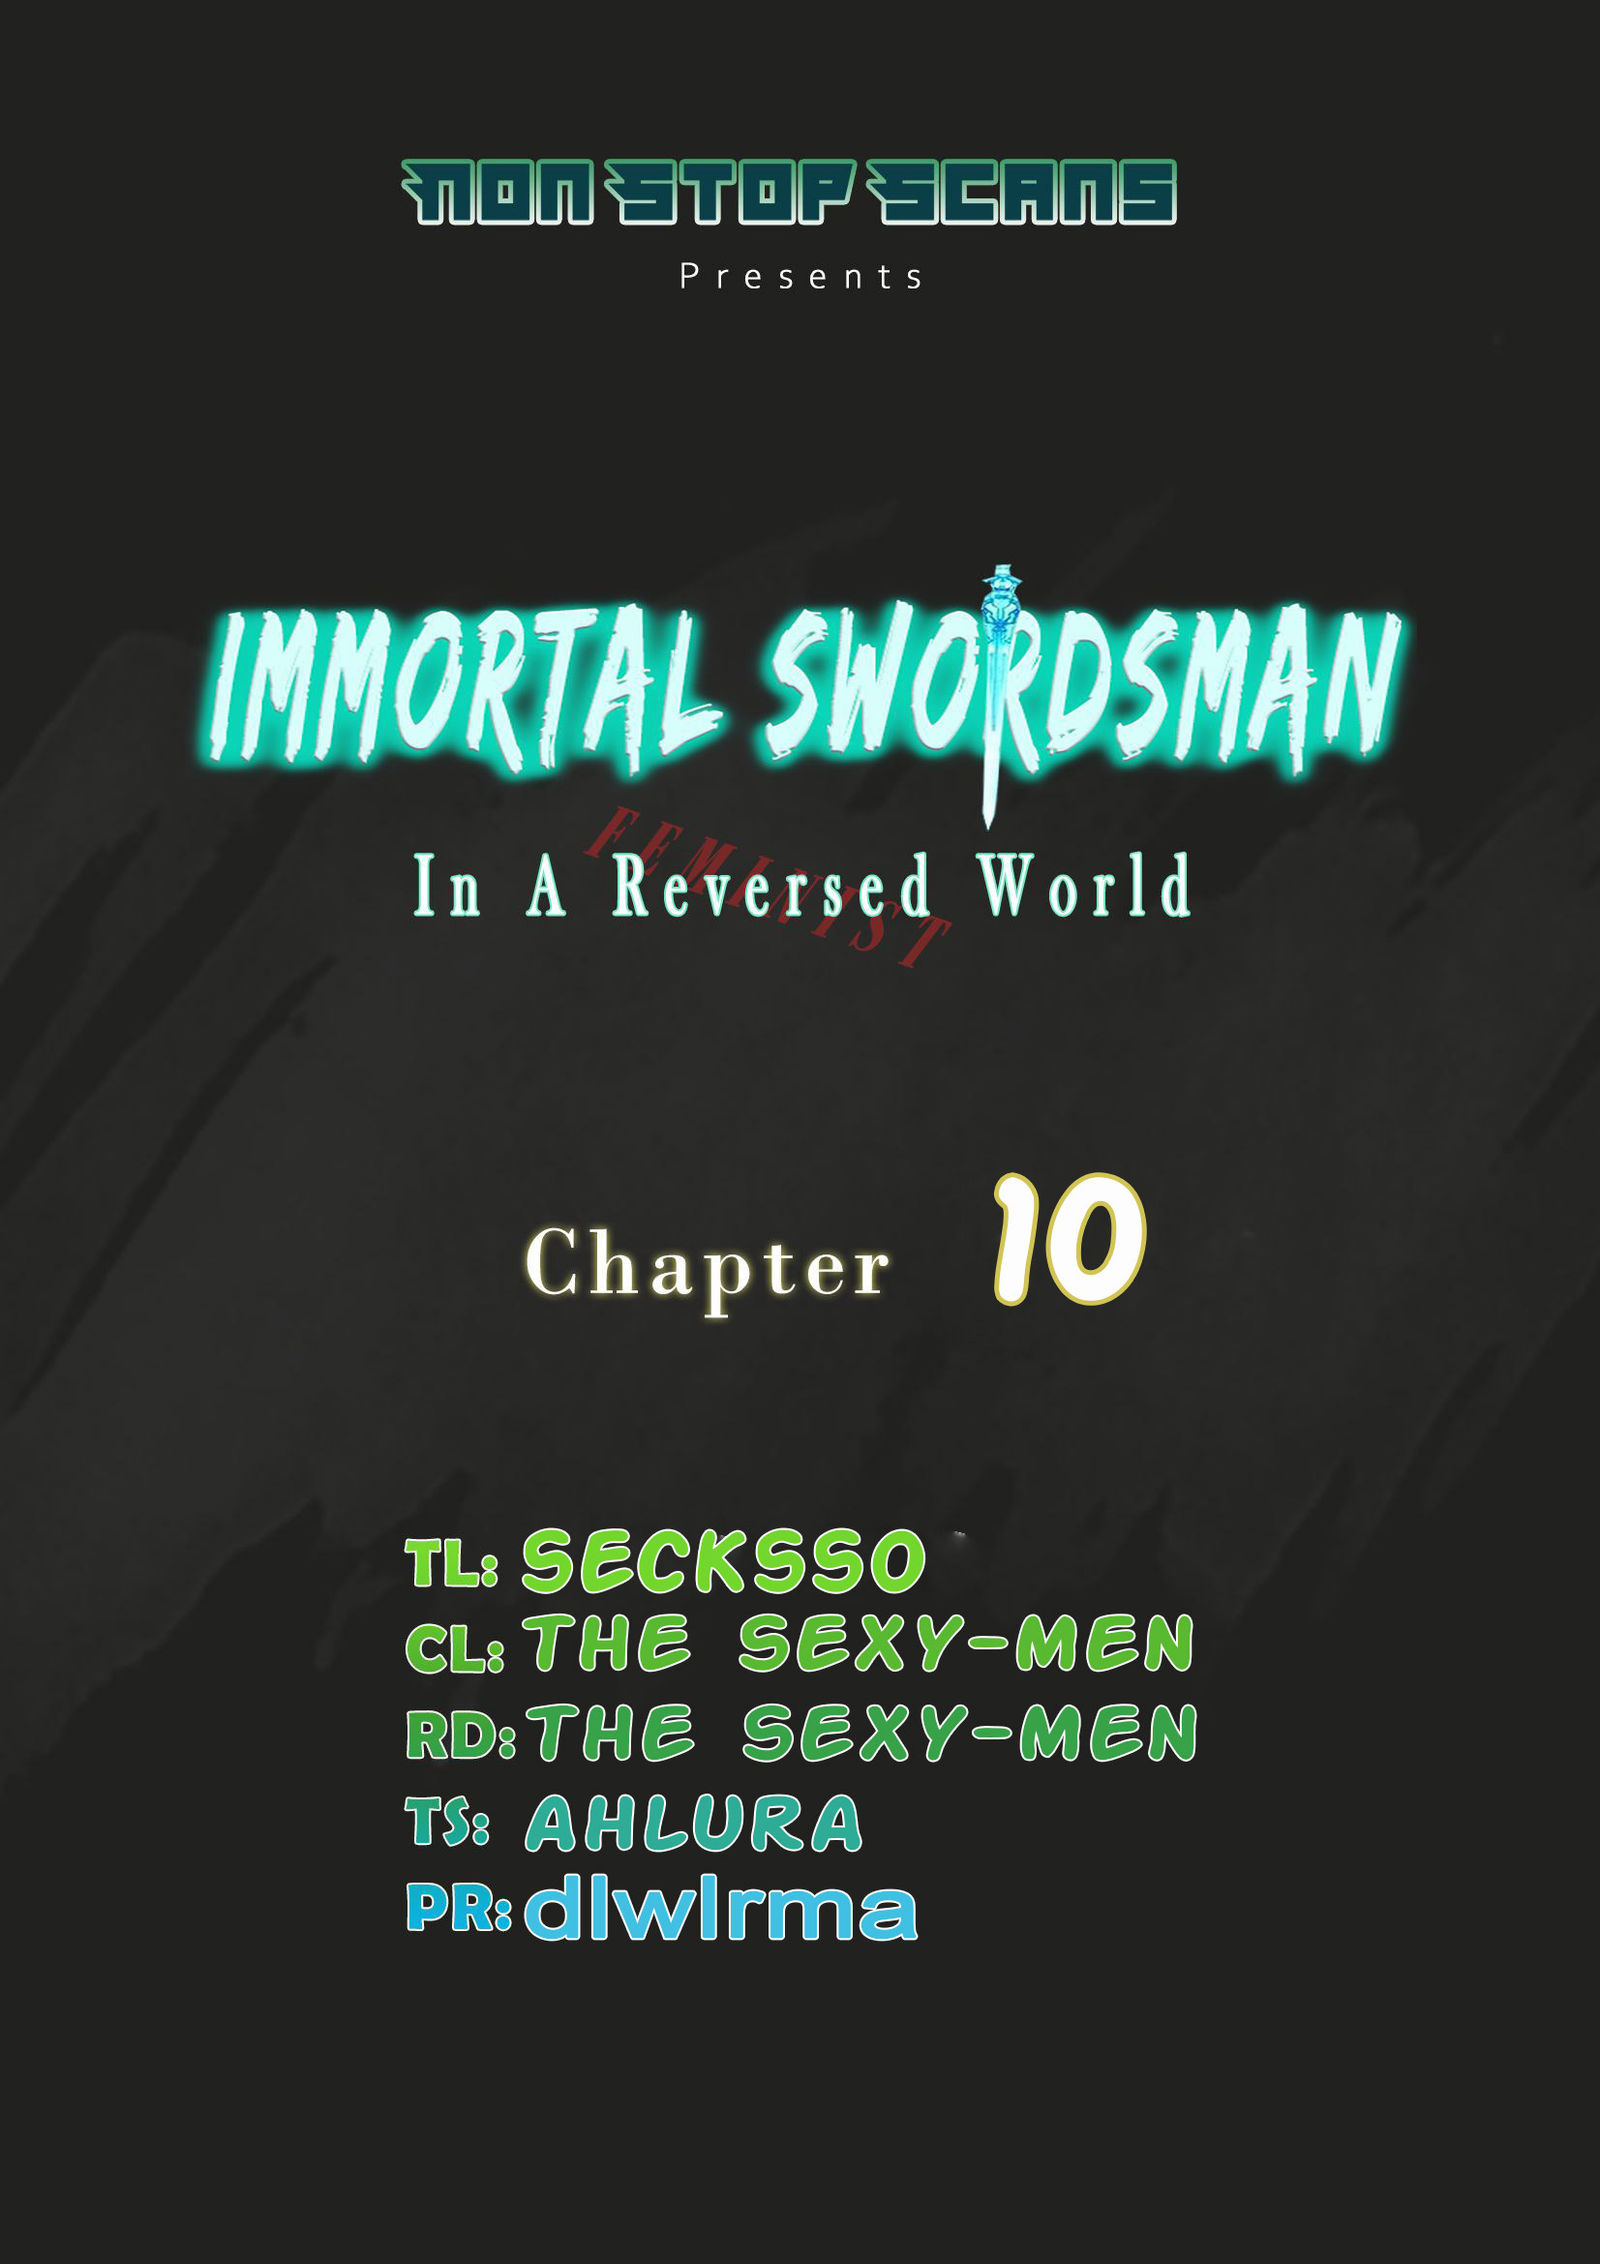 NON STOP SCANS
Presents
IMMORTAL SWORDSMAN
FEMINIST
In A Reversed World
Chapter 10
TL: SECKSSO
CL: THE SEXY-MEN
RD: THE SEXY-MEN
TS: AHLURA
PR: dlwlrma